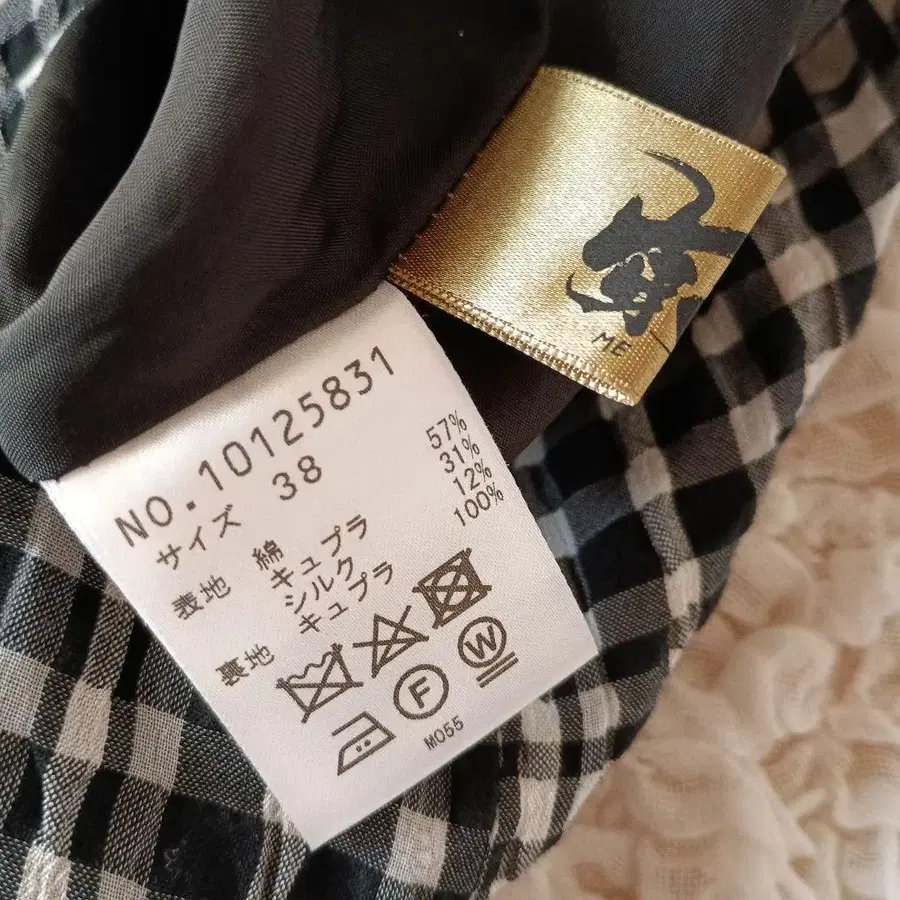 ME
NO.10125831
サイズ 38
表地 綿 57%
キュプラ 31%
シルク 12%
裏地 キュプラ 100%
F W
M055